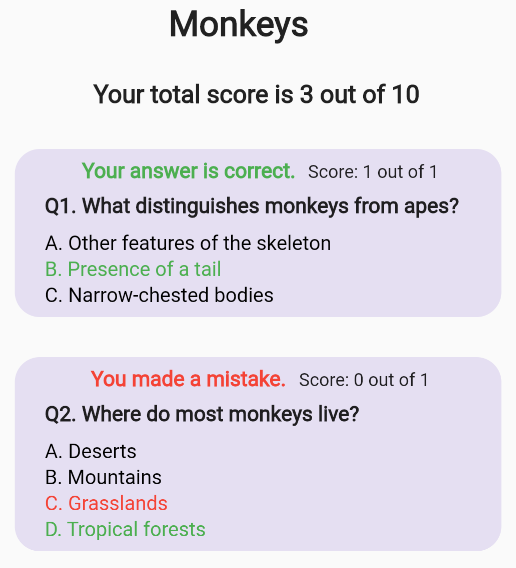 Monkeys
Your total score is 3 out of 10
Your answer is correct. Score: 1 out of 1
Q1. What distinguishes monkeys from apes?
A. Other features of the skeleton
B. Presence of a tail
C. Narrow-chested bodies
You made a mistake. Score: 0 out of 1
Q2. Where do most monkeys live?
A. Deserts
B. Mountains
C. Grasslands
D. Tropical forests